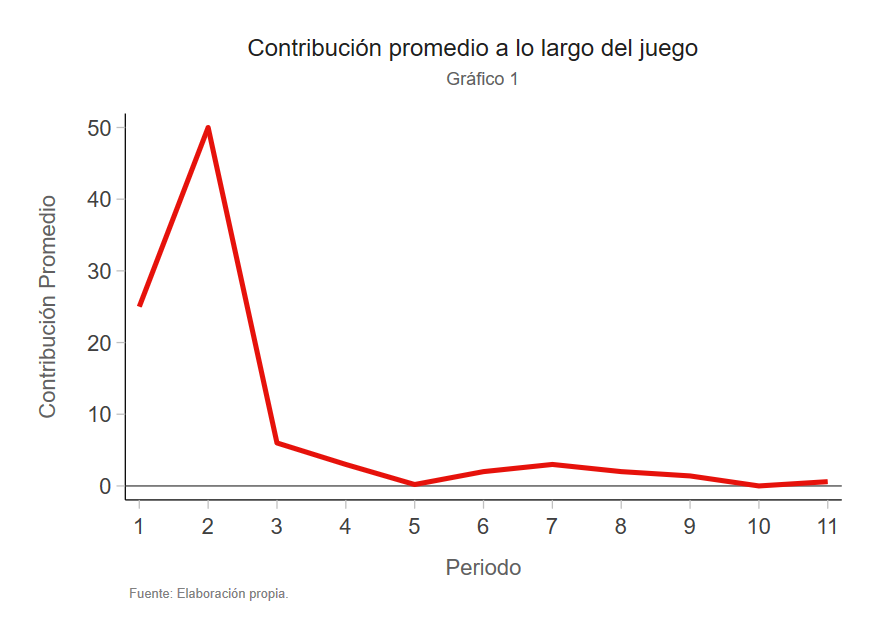 Contribución promedio a lo largo del juego
Gráfico 1
Contribución Promedio
50
40
30
20
10
0
1 2 3 4 5 6 7 8 9 10 11
Periodo
Fuente: Elaboración propia.